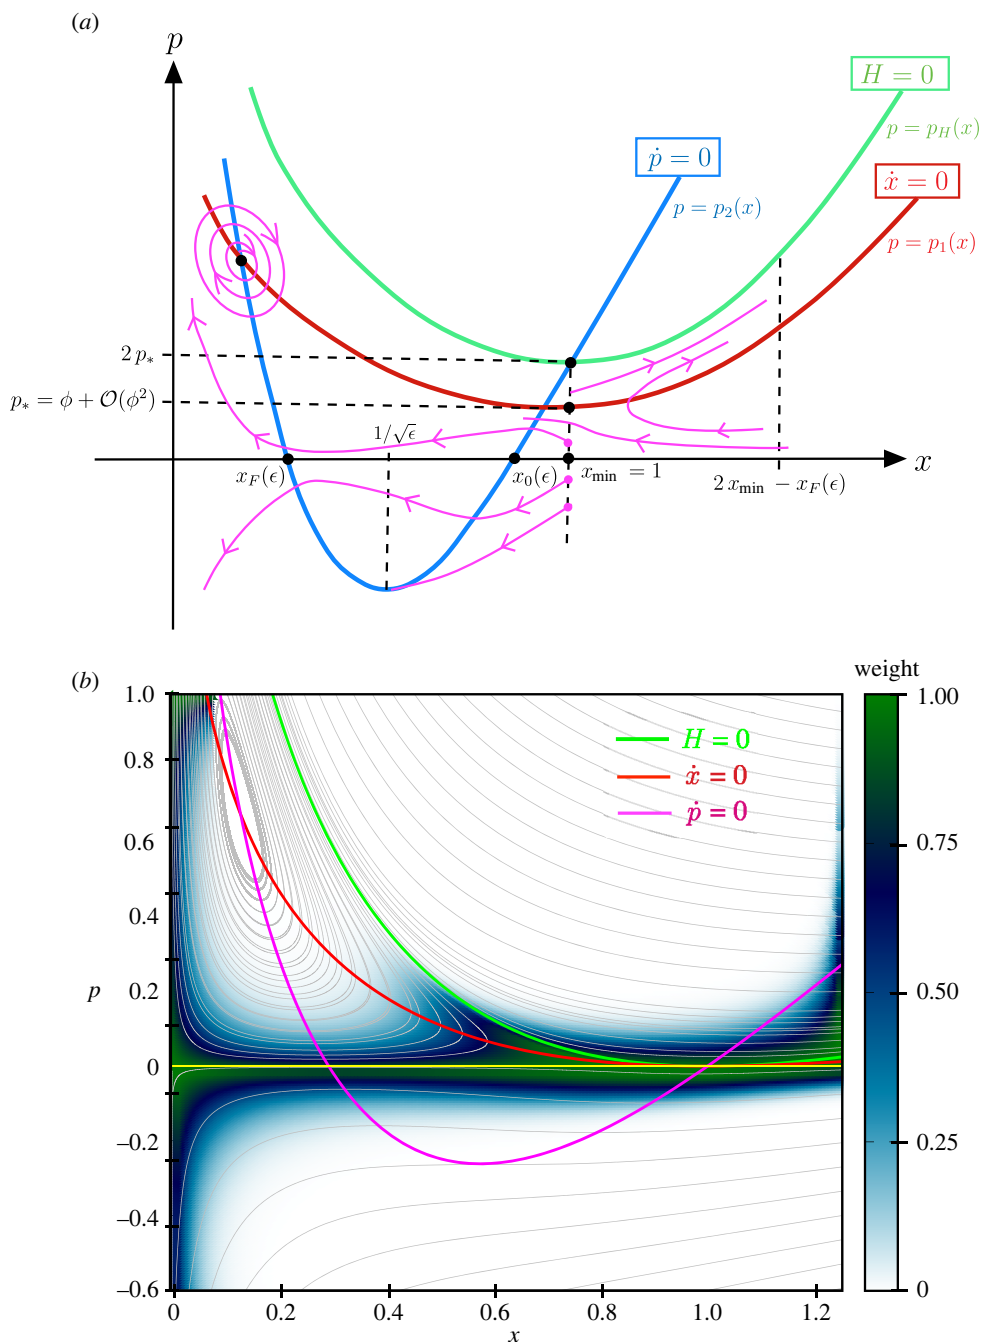 (a)
p
H = 0
p = p_H(x)
ṗ = 0
ẋ = 0
p = p_2(x)
p = p_1(x)
2 p_*
p_* = ϕ + O(ϕ^2)
1/√ϵ
x
x_F(ϵ)
x_0(ϵ)
x_min = 1
2 x_min − x_F(ϵ)
(b)
weight
1.0
1.00
H = 0
0.8
ẋ = 0
ṗ = 0
0.6
0.75
0.4
0.2
0.50
p
0
−0.2
0.25
−0.4
−0.6
0
0
0.2
0.4
0.6
0.8
1.0
1.2
x